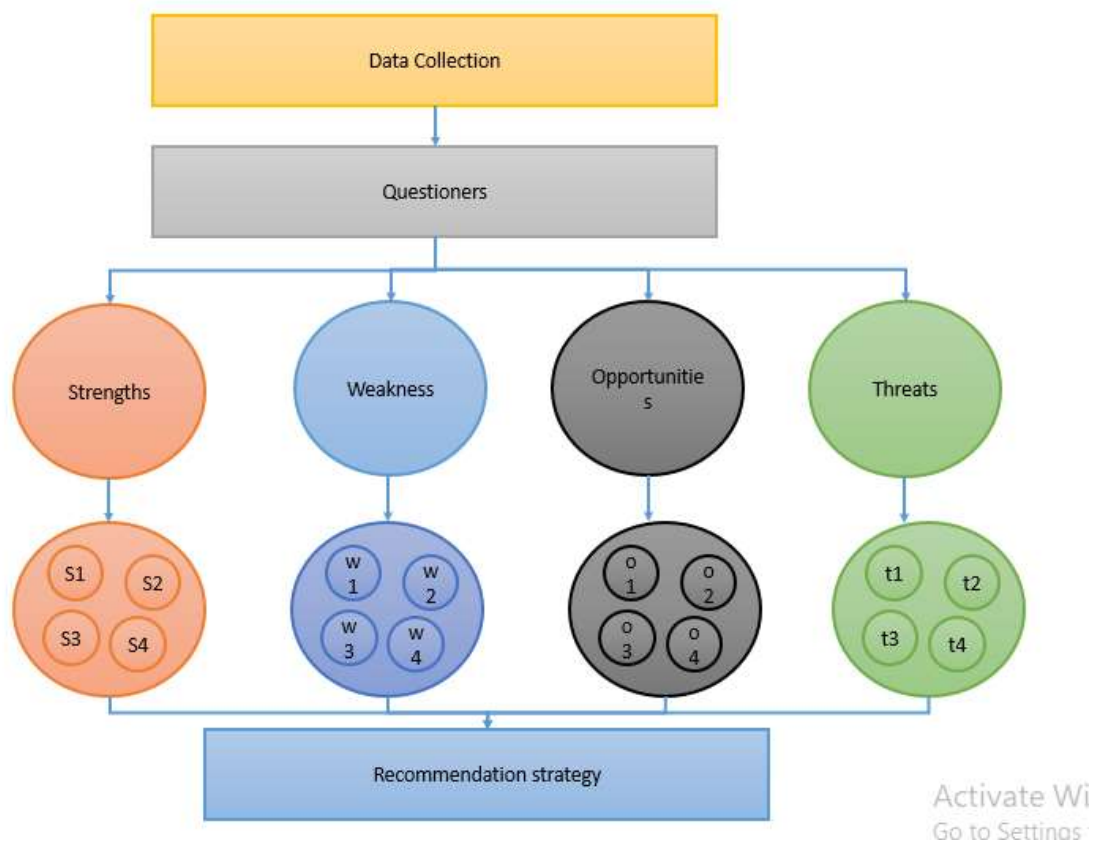 Data Collection
Questioners
Strengths
Weakness
Opportunitie
s
Threats
S1
S2
S3
S4
w
1
w
2
w
3
w
4
o
1
o
2
o
3
o
4
t1
t2
t3
t4
Recommendation strategy
Activate Wi
Go to Settings